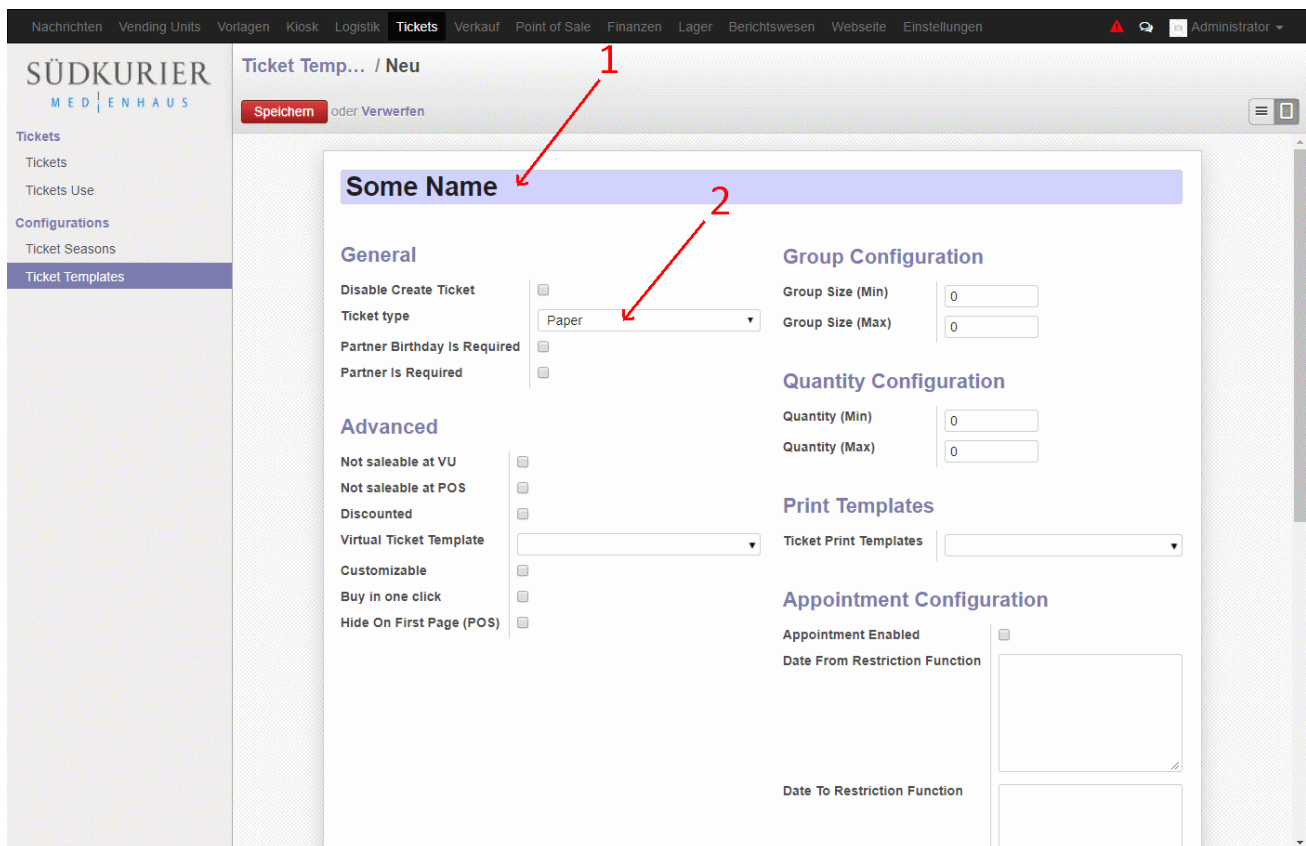 Nachrichten Vending Units Vorlagen Kiosk Logistik Tickets Verkauf Point of Sale Finanzen Lager Berichtswesen Webseite Einstellungen Administrator
SÜDKURIER
MEDIENHAUS
Tickets
Tickets
Tickets Use
Configurations
Ticket Seasons
Ticket Templates
Ticket Temp... / Neu
1
Speichern oder Verwerfen
Some Name
2
General
Disable Create Ticket
Ticket type Paper
Partner Birthday Is Required
Partner Is Required
Advanced
Not saleable at VU
Not saleable at POS
Discounted
Virtual Ticket Template
Customizable
Buy in one click
Hide On First Page (POS)
Group Configuration
Group Size (Min) 0
Group Size (Max) 0
Quantity Configuration
Quantity (Min) 0
Quantity (Max) 0
Print Templates
Ticket Print Templates
Appointment Configuration
Appointment Enabled
Date From Restriction Function
Date To Restriction Function